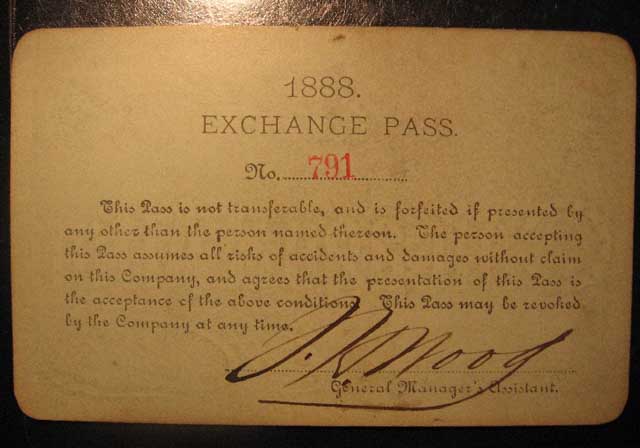 1888.
EXCHANGE PASS.
No. 791
This Pass is not transferable, and is forfeited if presented by
any other than the person named thereon. The person accepting
this Pass assumes all risks of accidents and damages without claim
on this Company, and agrees that the presentation of this Pass is
the acceptance of the above conditions. This Pass may be revoked
by the Company at any time.
Wood
General Manager's Assistant.